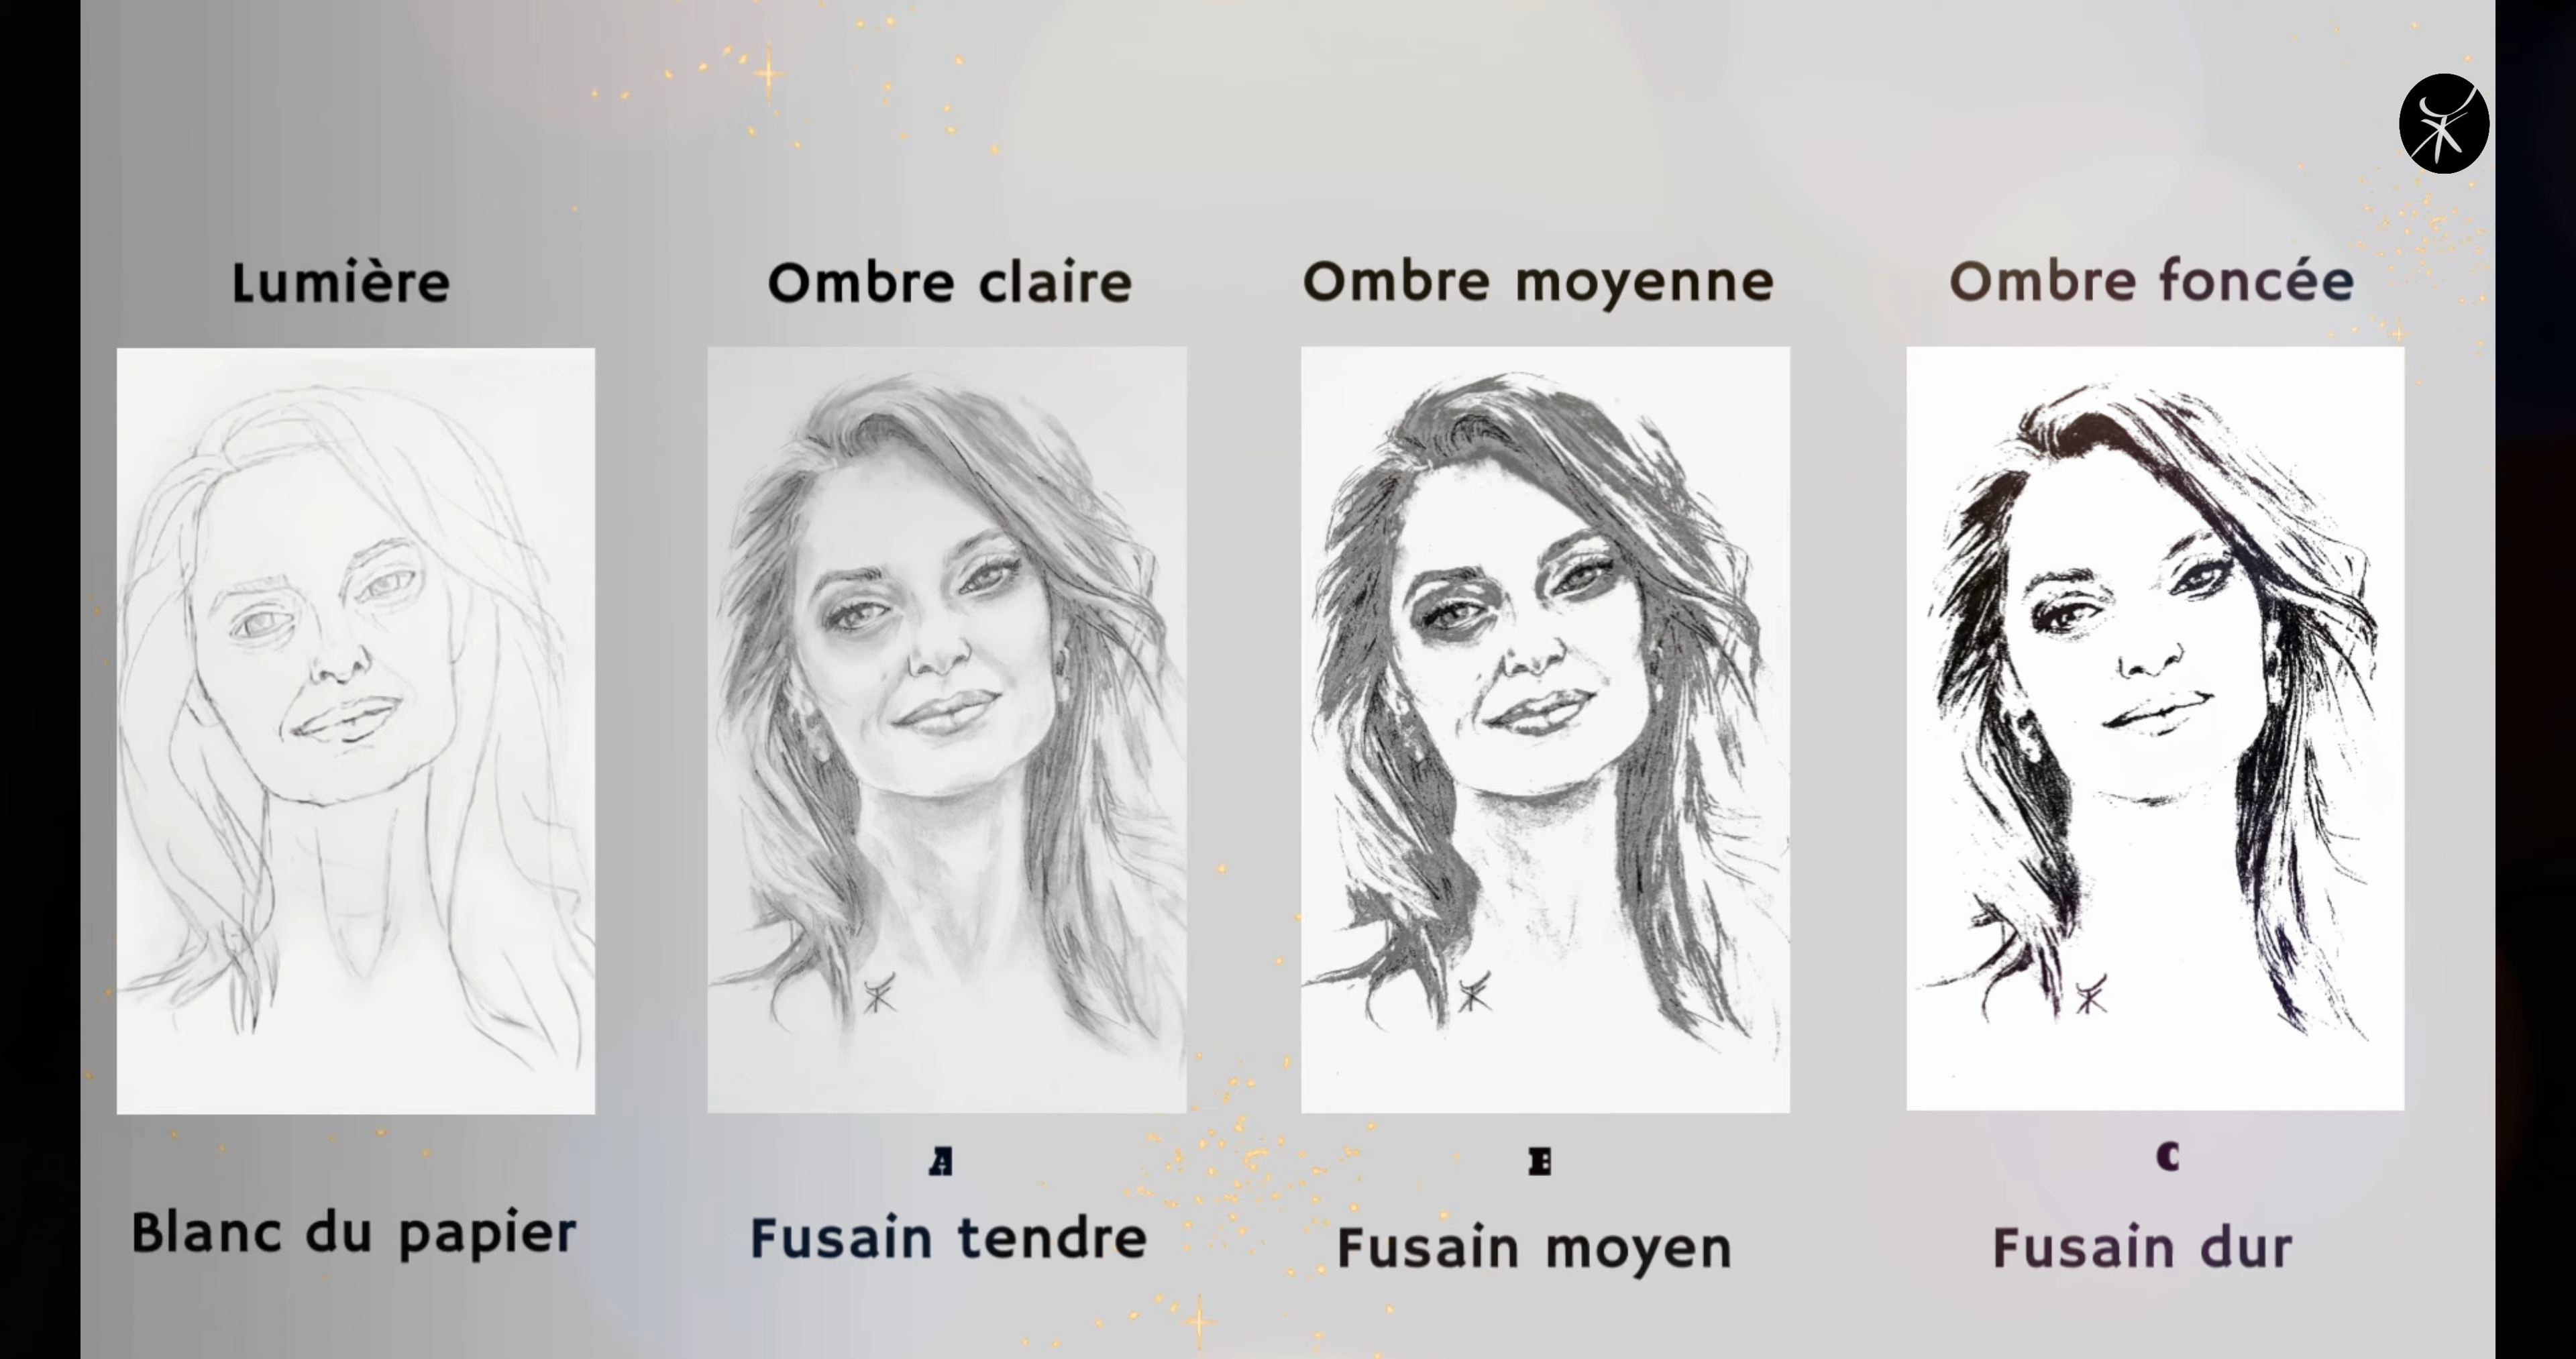 Lumière
Ombre claire
Ombre moyenne
Ombre foncée
A
E
C
Blanc du papier
Fusain tendre
Fusain moyen
Fusain dur